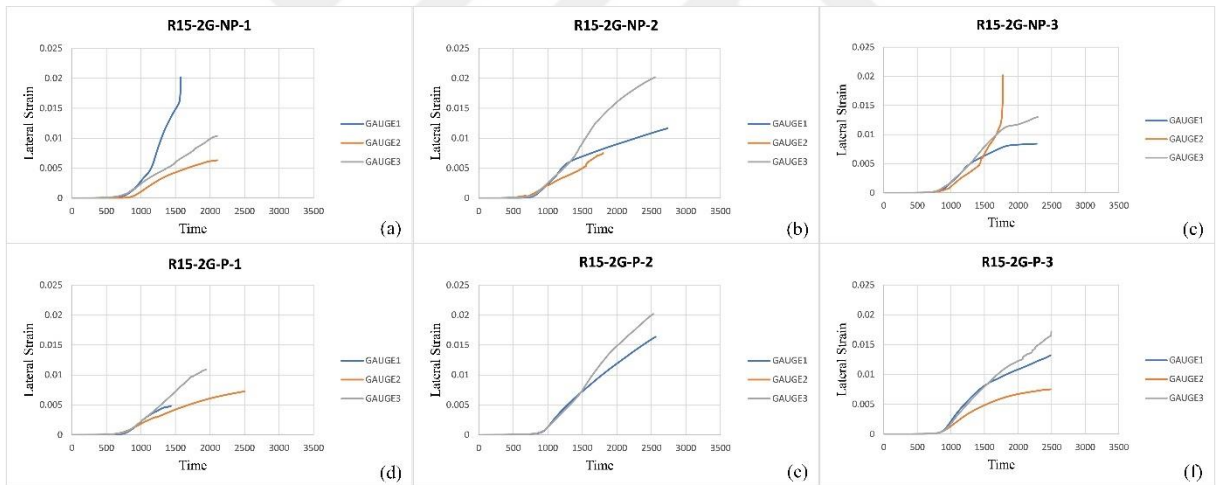 R15-2G-NP-1
0.025
0.02
0.015
0.01
0.005
0
Lateral Strain
0 500 1000 1500 2000 2500 3000 3500
Time
GAUGE1
GAUGE2
GAUGE3
(a)
R15-2G-NP-2
0.025
0.02
0.015
0.01
0.005
0
Lateral Strain
0 500 1000 1500 2000 2500 3000 3500
Time
GAUGE1
GAUGE2
GAUGE3
(b)
R15-2G-NP-3
0.025
0.02
0.015
0.01
0.005
0
Lateral Strain
0 500 1000 1500 2000 2500 3000 3500
Time
GAUGE1
GAUGE2
GAUGE3
(c)
R15-2G-P-1
0.025
0.02
0.015
0.01
0.005
0
Lateral Strain
0 500 1000 1500 2000 2500 3000 3500
Time
GAUGE1
GAUGE2
GAUGE3
(d)
R15-2G-P-2
0.025
0.02
0.015
0.01
0.005
0
Lateral Strain
0 500 1000 1500 2000 2500 3000 3500
Time
GAUGE1
GAUGE2
GAUGE3
(e)
R15-2G-P-3
0.025
0.02
0.015
0.01
0.005
0
Lateral Strain
0 500 1000 1500 2000 2500 3000 3500
Time
GAUGE1
GAUGE2
GAUGE3
(f)